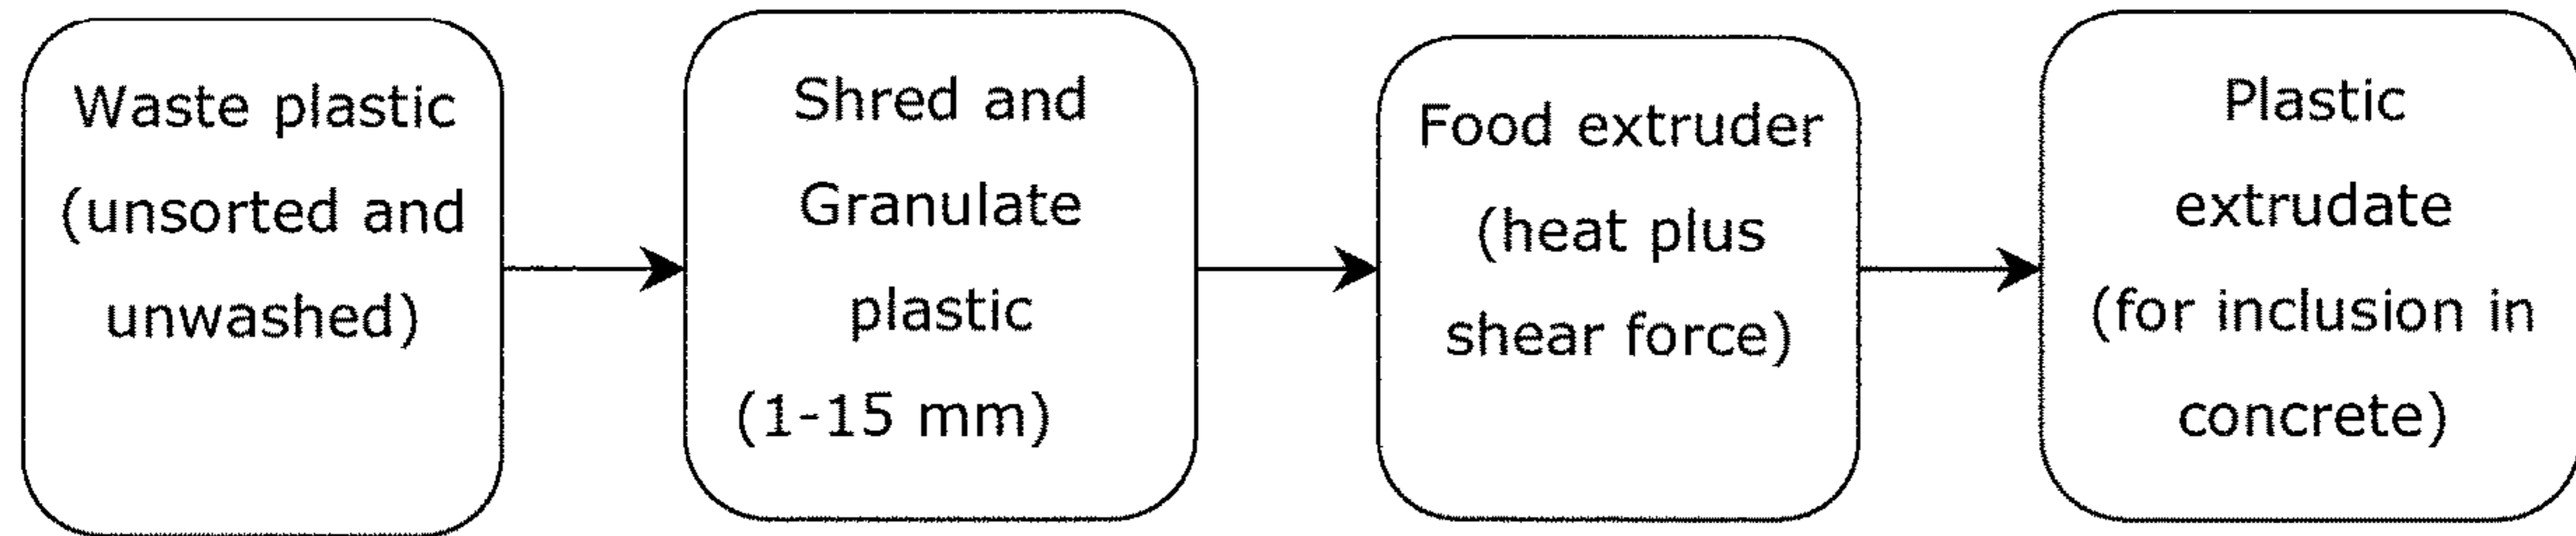 Waste plastic
(unsorted and
unwashed)
Shred and
Granulate
plastic
(1-15 mm)
Food extruder
(heat plus
shear force)
Plastic
extrudate
(for inclusion in
concrete)